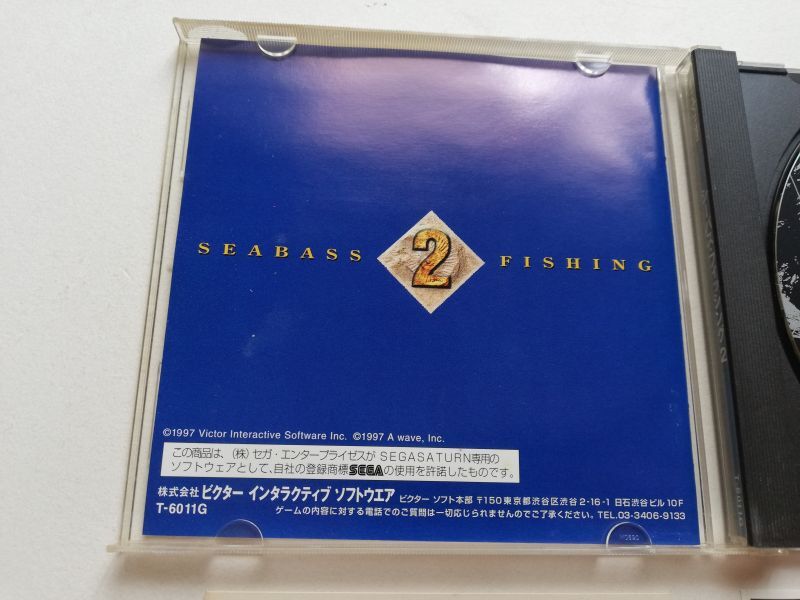 SEABASS 2 FISHING
©1997 Victor Interactive Software Inc. ©1997 A wave, Inc.
この商品は、(株)セガ・エンタープライゼスが SEGASATURN専用の
ソフトウェアとして、自社の登録商標SEGAの使用を許諾したものです。
株式会社ビクター インタラクティブ ソフトウエア ビクター ソフト本部 〒150東京都渋谷区渋谷2-16-1 日石渋谷ビル10F
T-6011G ゲームの内容に対する電話でのご質問は一切応じられませんのでご了承ください。TEL.03-3406-9133